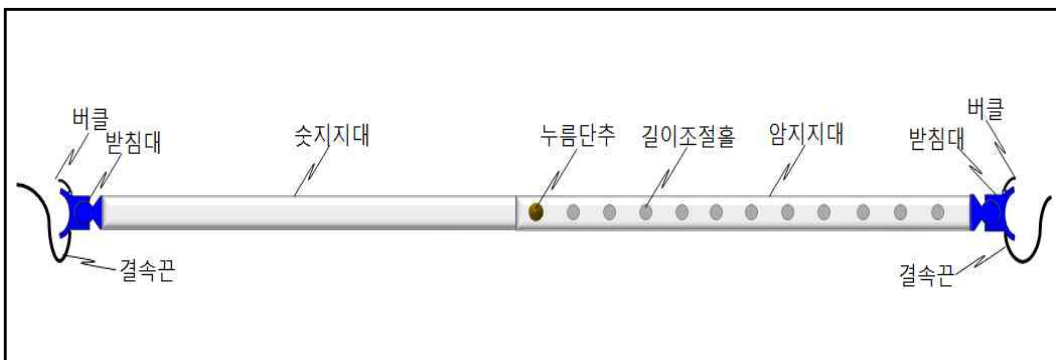 버클
받침대
숫지지대
누름단추
길이조절홀
암지지대
받침대
버클
결속끈
결속끈